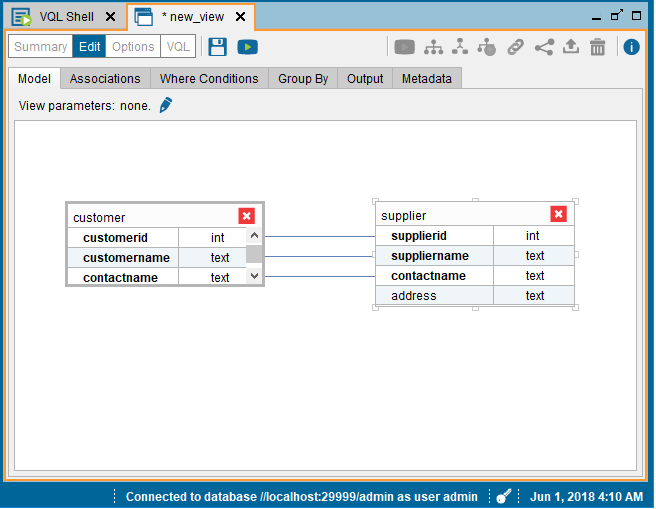 VQL Shell * new_view
Summary Edit Options VQL
Model Associations Where Conditions Group By Output Metadata
View parameters: none.
customer
customerid int
customername text
contactname text
supplier
supplierid int
suppliername text
contactname text
address text
Connected to database //localhost:29999/admin as user admin Jun 1, 2018 4:10 AM